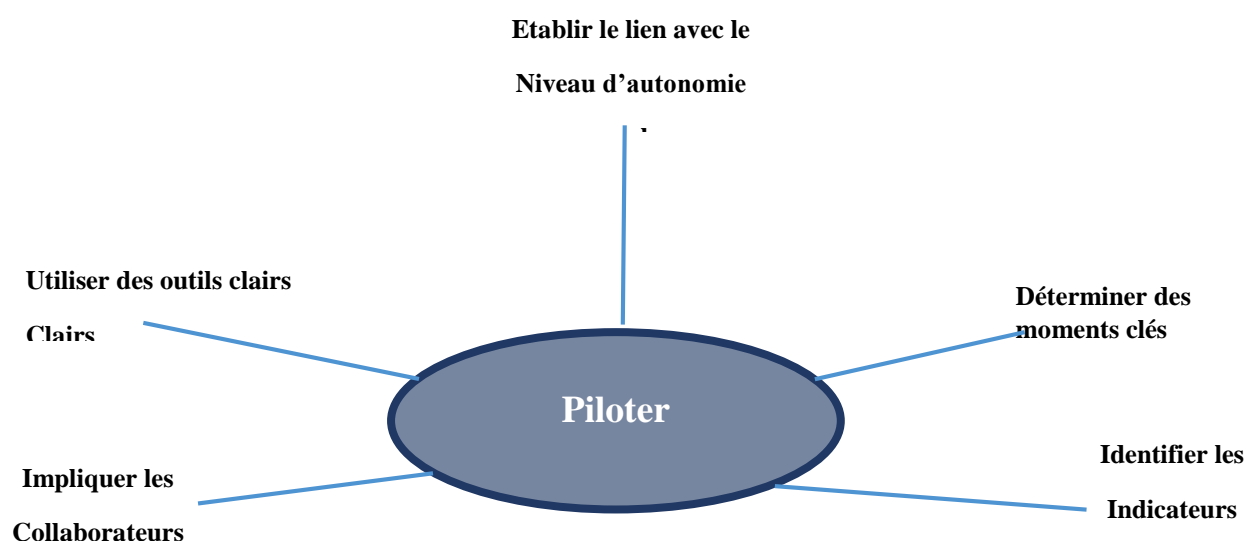 Etablir le lien avec le
Niveau d’autonomie
Utiliser des outils clairs
Clairs
Déterminer des
moments clés
Piloter
Identifier les
Indicateurs
Impliquer les
Collaborateurs